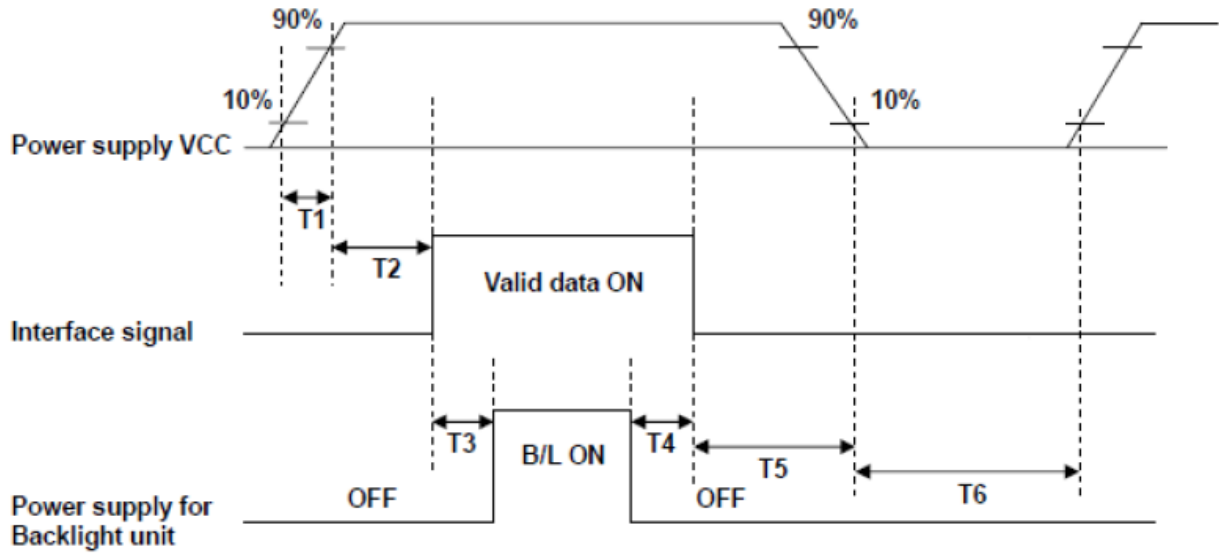 90%
90%
10%
10%
Power supply VCC
T1
T2
Valid data ON
Interface signal
T3
B/L ON
T4
T5
T6
OFF
OFF
Power supply for
Backlight unit